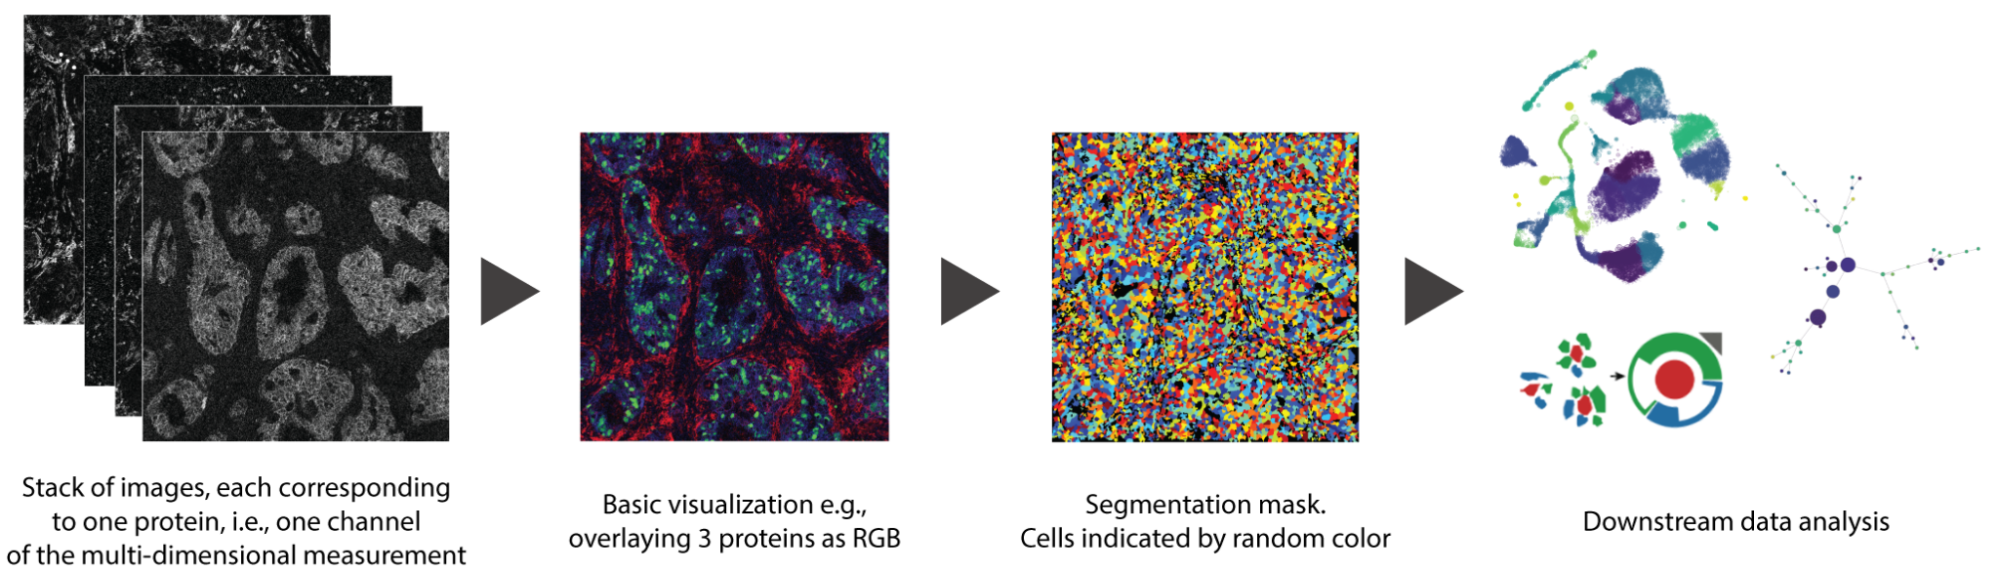 Stack of images, each corresponding
to one protein, i.e., one channel
of the multi-dimensional measurement
Basic visualization e.g.,
overlaying 3 proteins as RGB
Segmentation mask.
Cells indicated by random color
Downstream data analysis